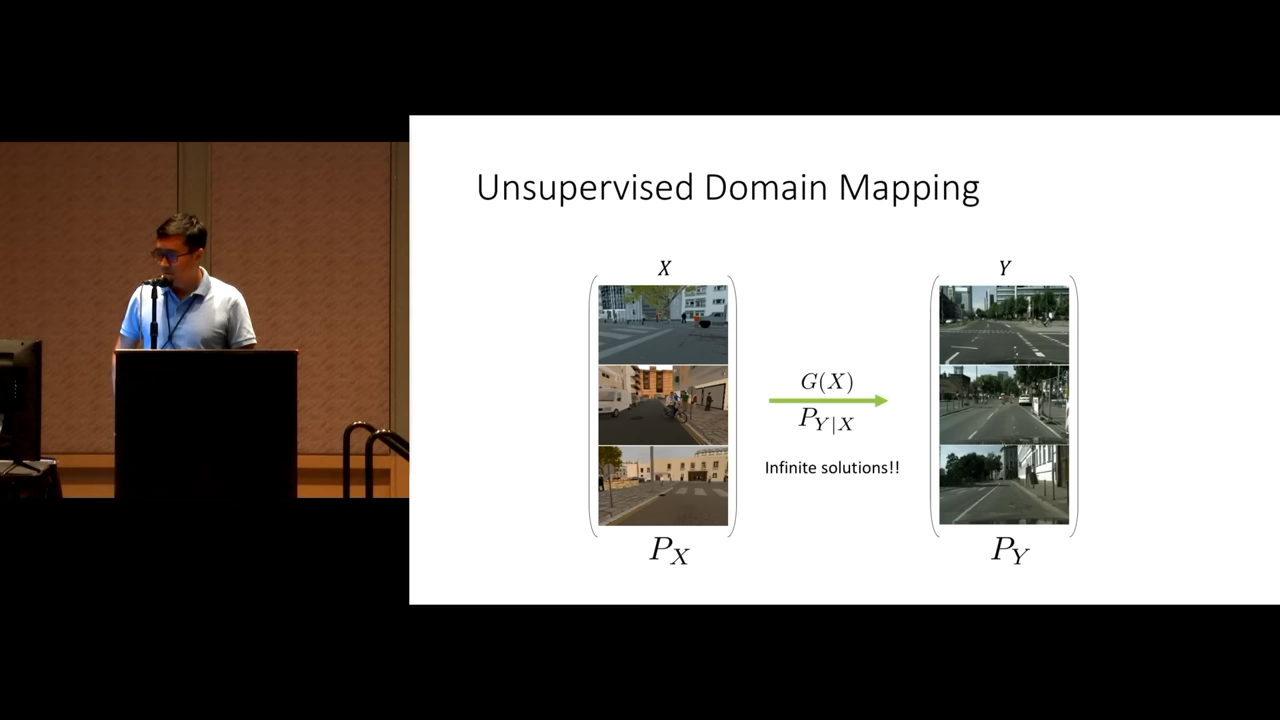 Unsupervised Domain Mapping
X
Y
G(X)
P_{Y|X}
Infinite solutions!!
P_X
P_Y